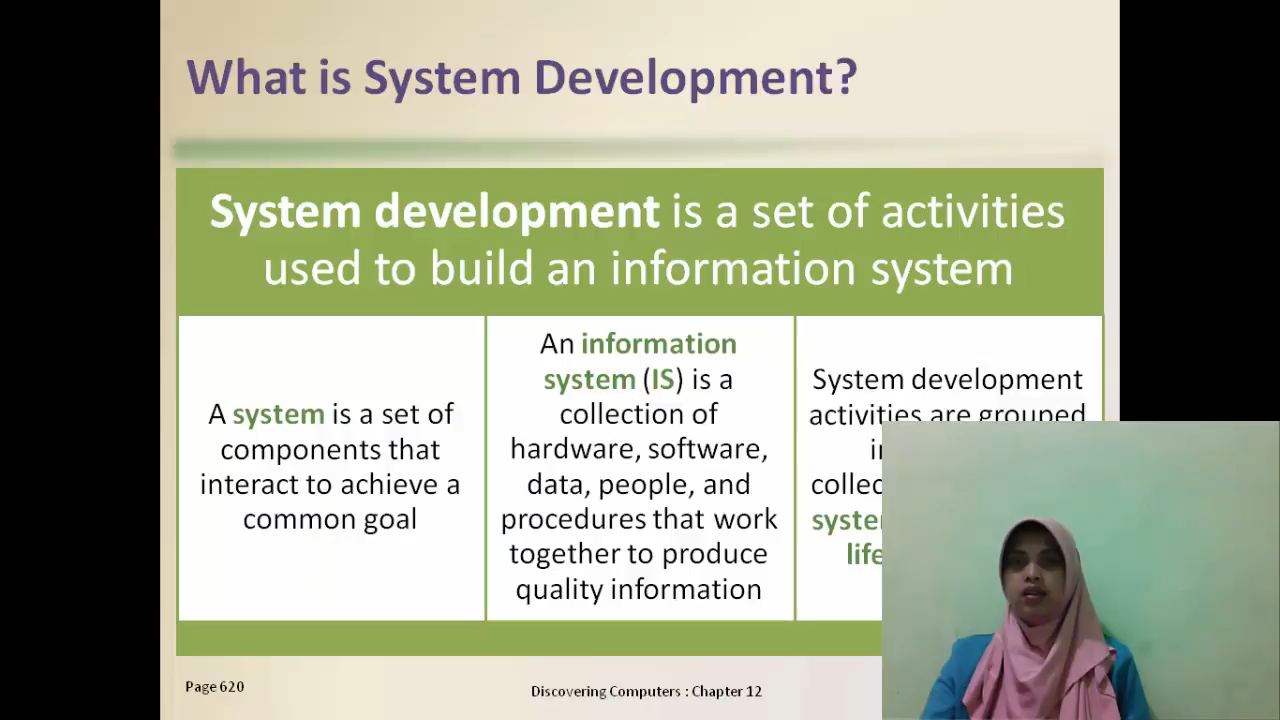 What is System Development?
System development is a set of activities
used to build an information system
A system is a set of
components that
interact to achieve a
common goal
An information
system (IS) is a
collection of
hardware, software,
data, people, and
procedures that work
together to produce
quality information
System development
activities are grouped
Page 620
Discovering Computers : Chapter 12